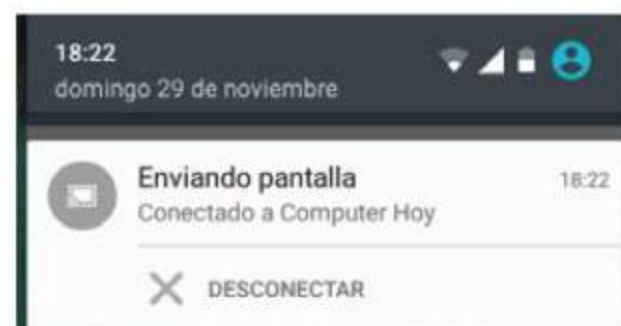 18:22
domingo 29 de noviembre
Enviando pantalla 18:22
Conectado a Computer Hoy
DESCONECTAR